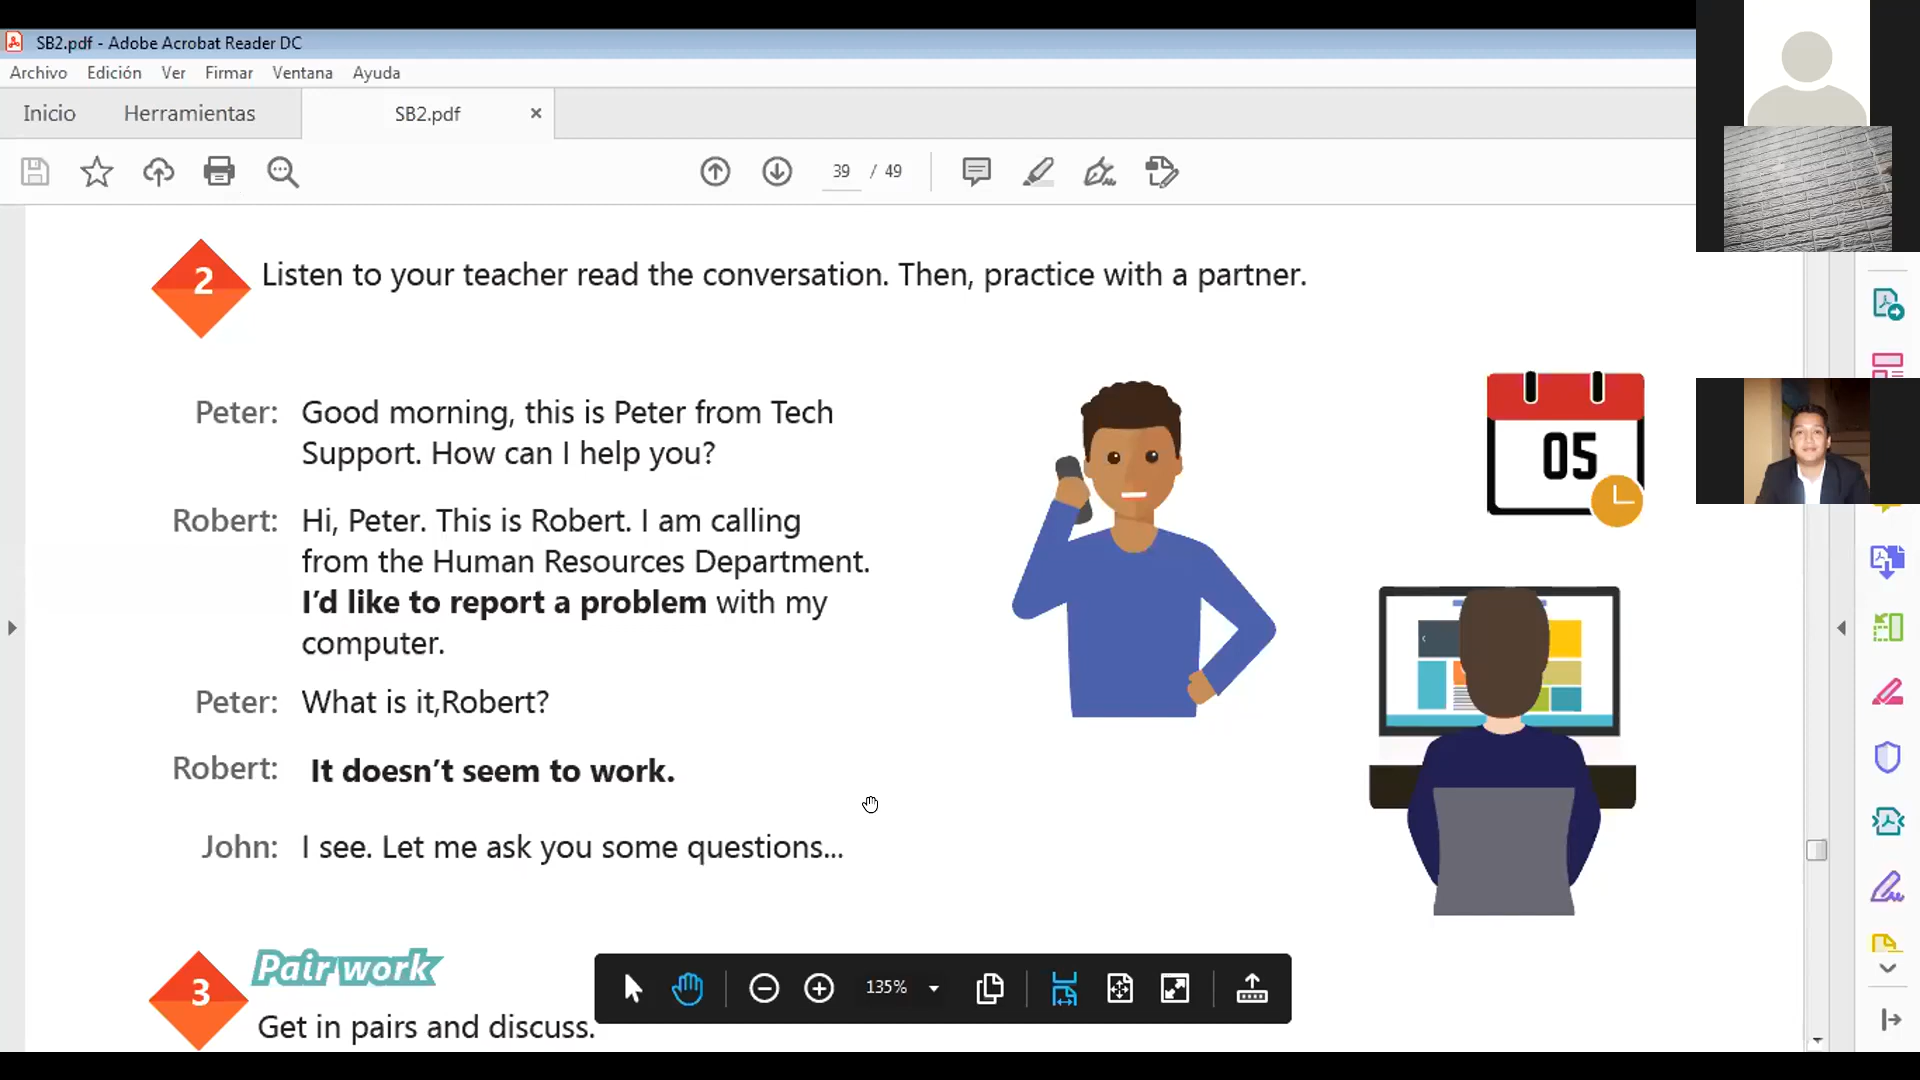 SB2.pdf - Adobe Acrobat Reader DC
Archivo Edición Ver Firmar Ventana Ayuda
Inicio Herramientas SB2.pdf
39 / 49
2 Listen to your teacher read the conversation. Then, practice with a partner.
Peter: Good morning, this is Peter from Tech
Support. How can I help you?
Robert: Hi, Peter. This is Robert. I am calling
from the Human Resources Department.
I'd like to report a problem with my
computer.
Peter: What is it,Robert?
Robert: It doesn't seem to work.
John: I see. Let me ask you some questions...
05
3 Pair work
Get in pairs and discuss.
135%